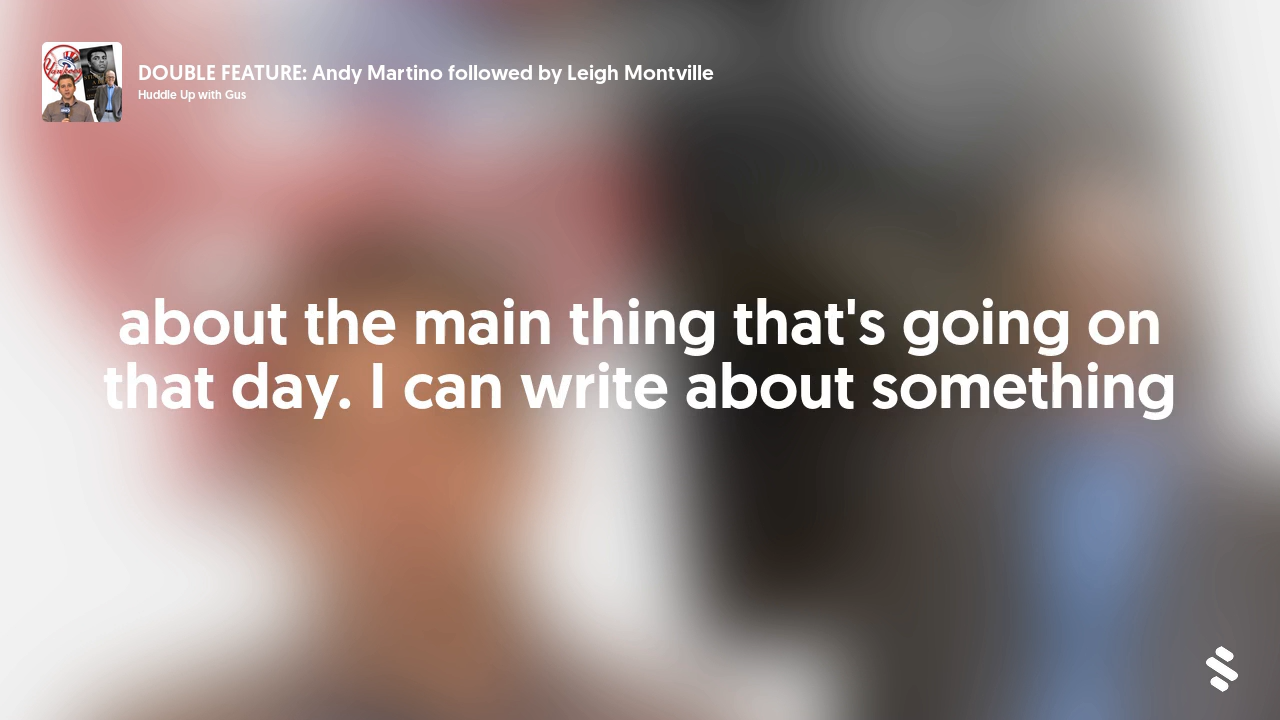 DOUBLE FEATURE: Andy Martino followed by Leigh Montville
Huddle Up with Gus
about the main thing that's going on
that day. I can write about something